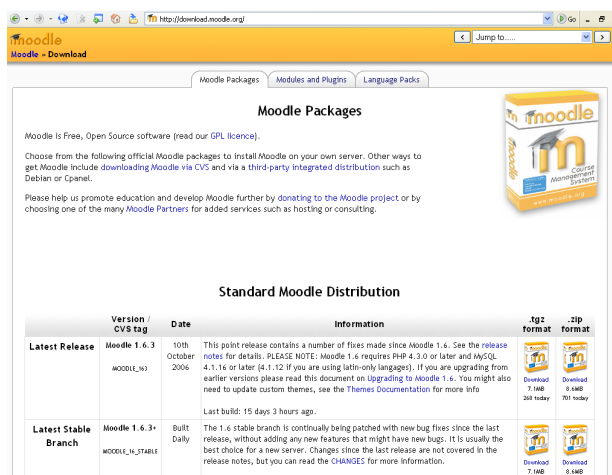 http://download.moodle.org/
Go
moodle
Jump to......
Moodle » Download
Moodle Packages
Modules and Plugins
Language Packs
Moodle Packages
Moodle is Free, Open Source software (read our GPL licence).
Choose from the following official Moodle packages to install Moodle on your own server. Other ways to
get Moodle include downloading Moodle via CVS and via a third-party integrated distribution such as
Debian or Cpanel.
Please help us promote education and develop Moodle further by donating to the Moodle project or by
choosing one of the many Moodle Partners for added services such as hosting or consulting.
moodle
m
Course
Management
System
www.moodle.org
Standard Moodle Distribution
Version / CVS tag
Date
Information
.tgz format
.zip format
Latest Release
Moodle 1.6.3
MOODLE_163
10th
October
2006
This point release contains a number of fixes made since Moodle 1.6. See the release
notes for details. PLEASE NOTE: Moodle 1.6 requires PHP 4.3.0 or later and MySQL
4.1.16 or later (4.1.12 if you are using latin-only langages). If you are upgrading from
earlier versions please read this document on Upgrading to Moodle 1.6. You might also
need to update custom themes, see the Themes Documentation for more info
Last build: 15 days 3 hours ago.
Download
7.1MB
268 today
Download
8.6MB
701 today
Latest Stable
Branch
Moodle 1.6.3+
MOODLE_16_STABLE
Built
Daily
The 1.6 stable branch is continually being patched with new bug fixes since the last
release, without adding any new features that might have new bugs. It is usually the
best choice for a new server. Changes since the last release are not covered in the
release notes, but you can read the CHANGES for more information.
Download
7.1MB
Download
8.6MB